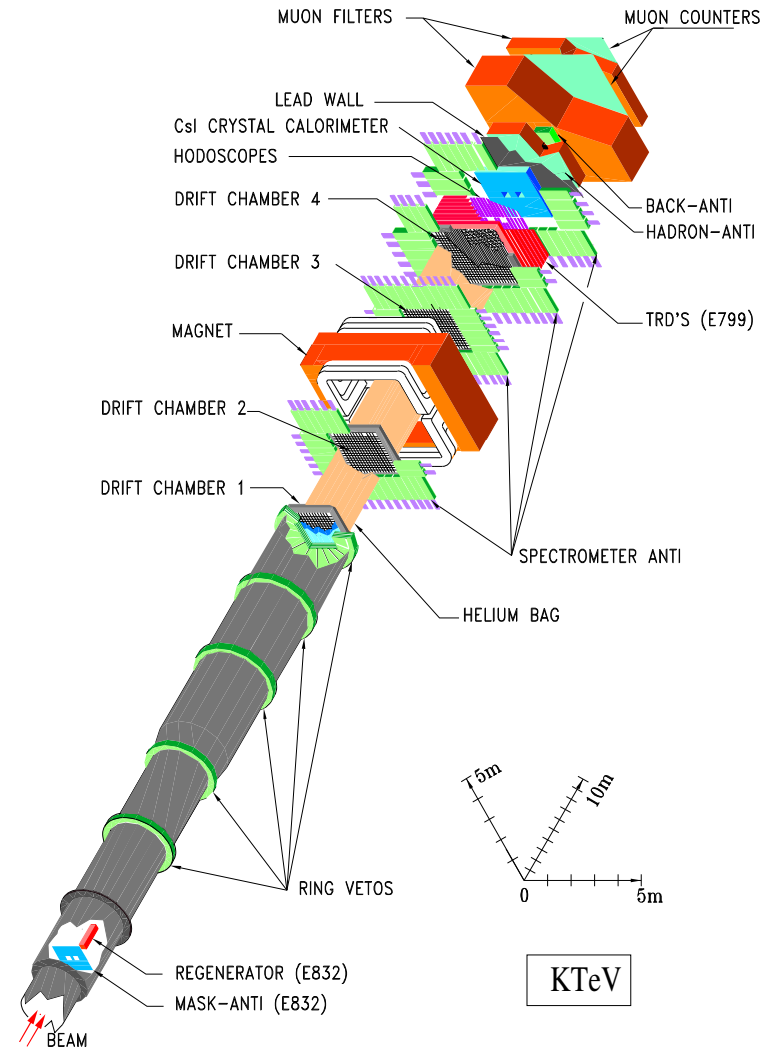 MUON FILTERS
MUON COUNTERS
LEAD WALL
CsI CRYSTAL CALORIMETER
HODOSCOPES
DRIFT CHAMBER 4
BACK-ANTI
HADRON-ANTI
DRIFT CHAMBER 3
TRD'S (E799)
MAGNET
DRIFT CHAMBER 2
DRIFT CHAMBER 1
SPECTROMETER ANTI
HELIUM BAG
5m
10m
0
5m
RING VETOS
REGENERATOR (E832)
MASK-ANTI (E832)
KTeV
BEAM